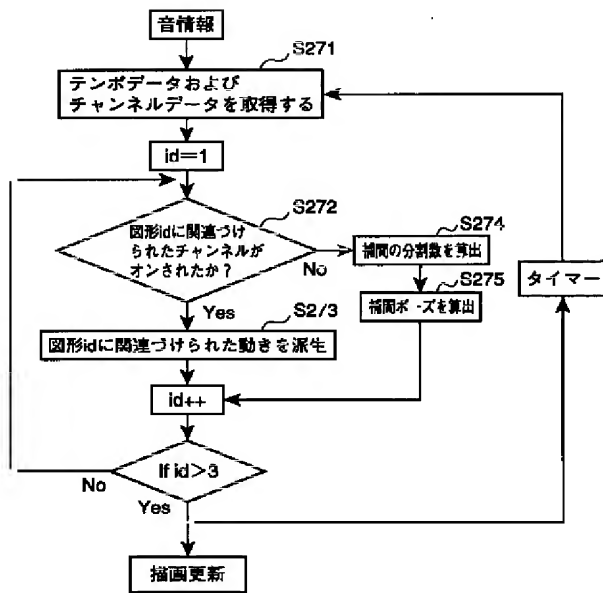 音情報
S271
テンポデータおよび
チャンネルデータを取得する
id=1
S272
図形idに関連づけ
られたチャンネルが
オンされたか?
No
S274
補間の分割数を算出
S275
補間ポーズを算出
タイマー
Yes
S2/3
図形idに関連づけられた動きを派生
id++
If id>3
No
Yes
描画更新